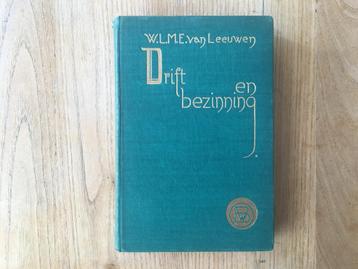 W.L.M.E. van Leeuwen
Drift
en
bezinning